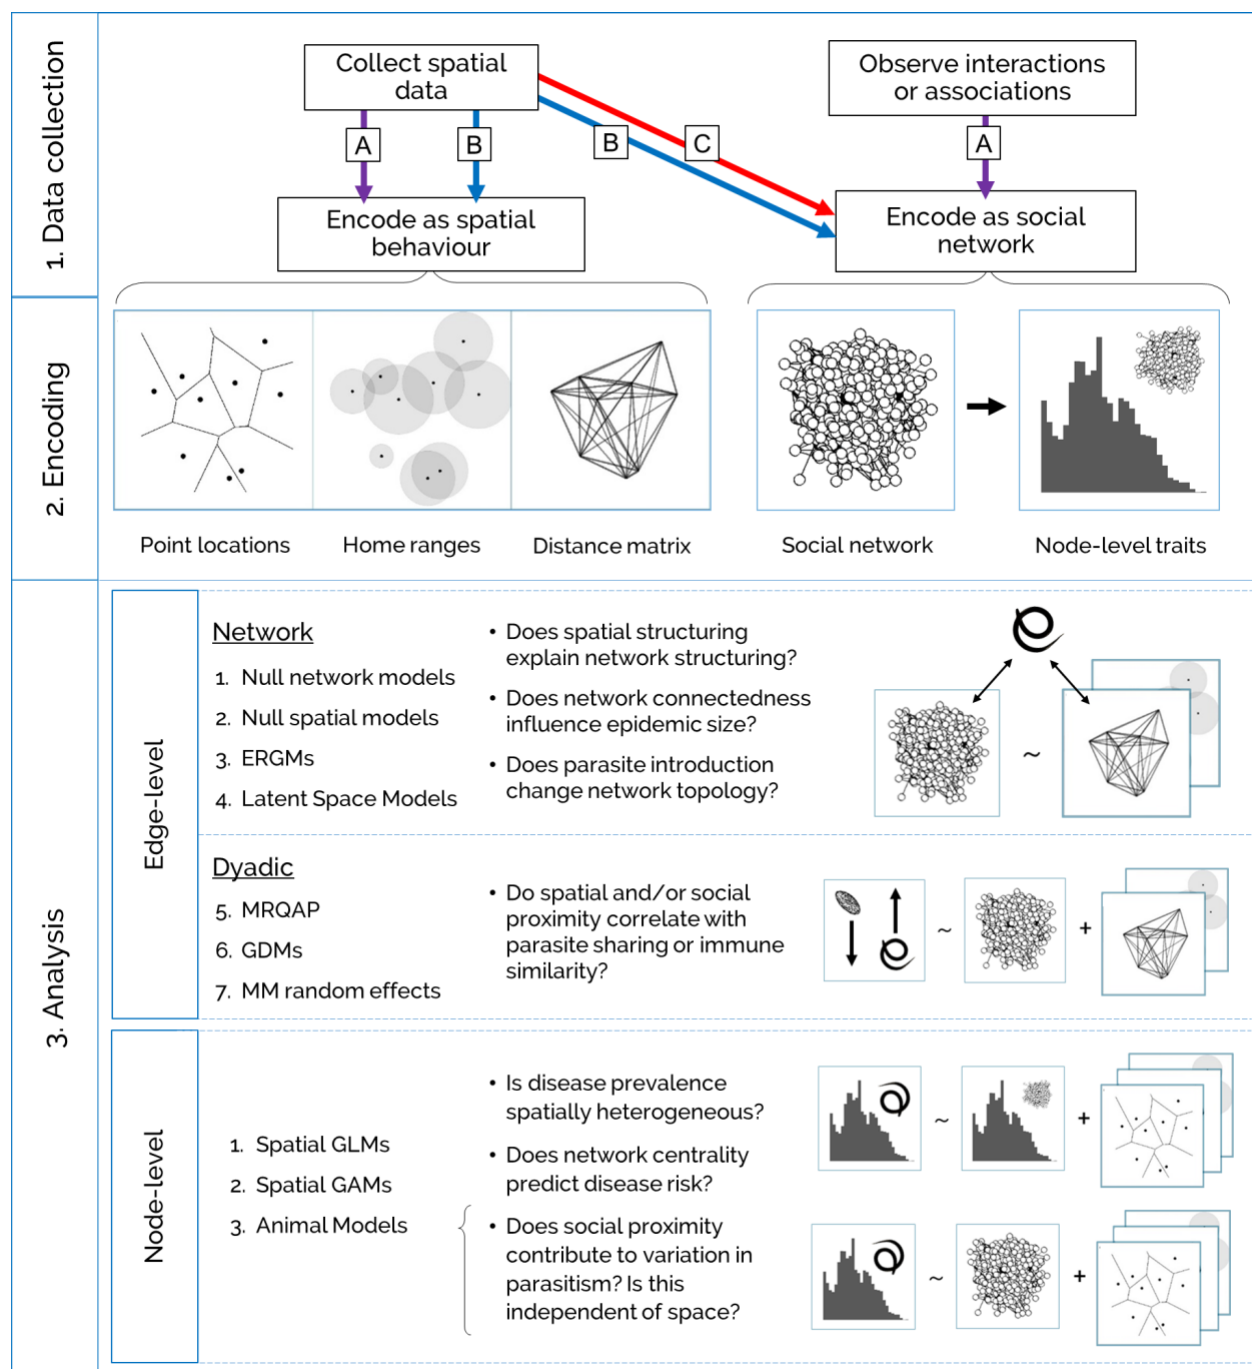 1. Data collection
Collect spatial
data
Observe interactions
or associations
A
B
B
C
A
Encode as spatial
behaviour
Encode as social
network
2. Encoding
Point locations
Home ranges
Distance matrix
Social network
Node-level traits
3. Analysis
Edge-level
Network
1. Null network models
2. Null spatial models
3. ERGMs
4. Latent Space Models
• Does spatial structuring
explain network structuring?
• Does network connectedness
influence epidemic size?
• Does parasite introduction
change network topology?
~
Dyadic
5. MRQAP
6. GDMs
7. MM random effects
• Do spatial and/or social
proximity correlate with
parasite sharing or immune
similarity?
~
+
Node-level
1. Spatial GLMs
2. Spatial GAMs
3. Animal Models
• Is disease prevalence
spatially heterogeneous?
• Does network centrality
predict disease risk?
~
+
• Does social proximity
contribute to variation in
parasitism? Is this
independent of space?
~
+